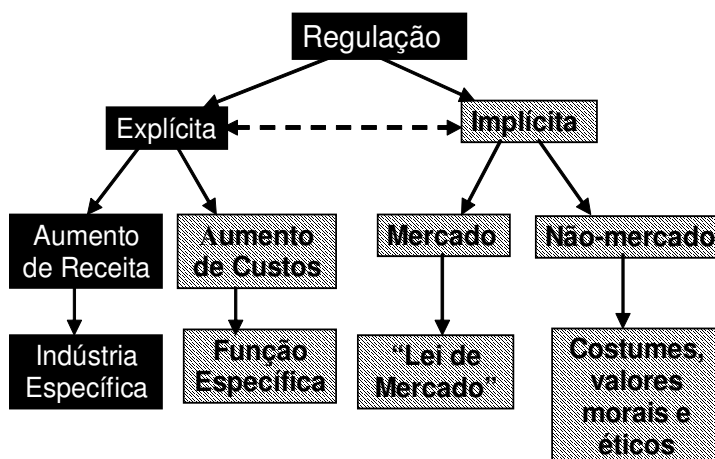 Regulação
Explícita
Implícita
Aumento
de Receita
Aumento
de Custos
Mercado
Não-mercado
Indústria
Específica
Função
Específica
“Lei de
Mercado”
Costumes,
valores
morais e
éticos